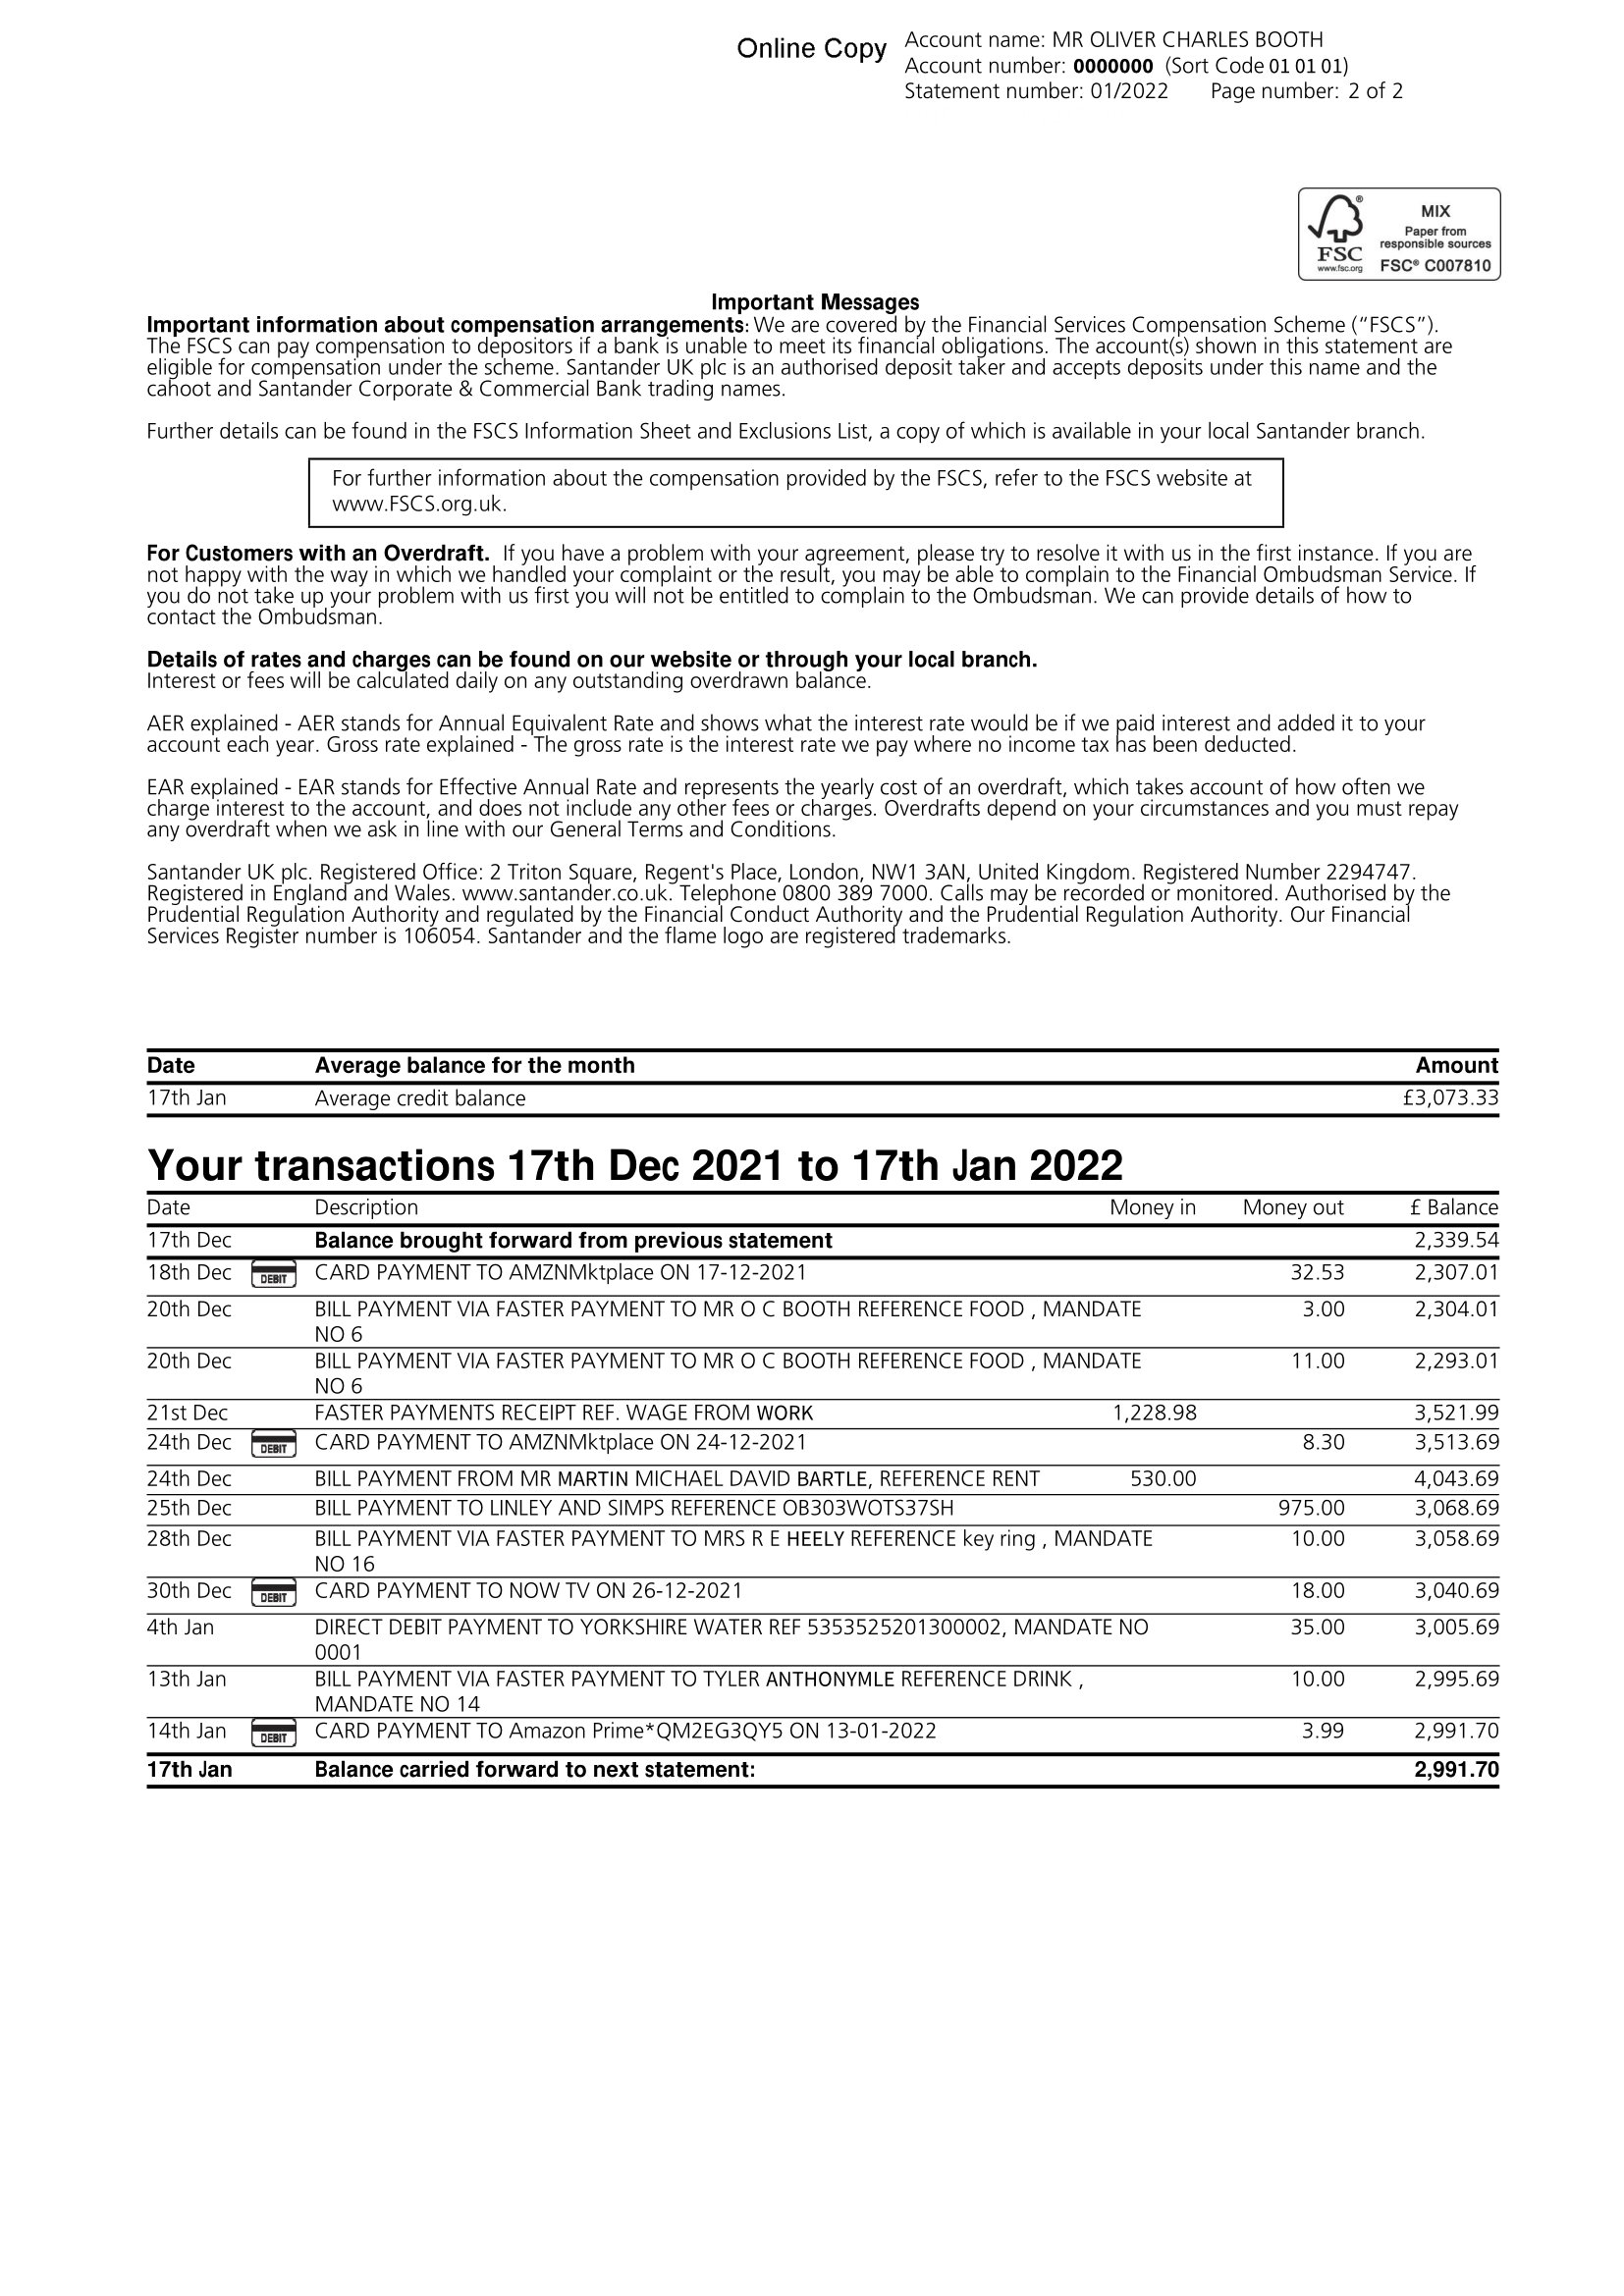 Online Copy
Account name: MR OLIVER CHARLES BOOTH
Account number: 0000000 (Sort Code 01 01 01)
Statement number: 01/2022 Page number: 2 of 2
FSC®
www.fsc.org
MIX
Paper from
responsible sources
FSC® C007810
Important Messages
Important information about compensation arrangements: We are covered by the Financial Services Compensation Scheme (“FSCS”).
The FSCS can pay compensation to depositors if a bank is unable to meet its financial obligations. The account(s) shown in this statement are
eligible for compensation under the scheme. Santander UK plc is an authorised deposit taker and accepts deposits under this name and the
cahoot and Santander Corporate & Commercial Bank trading names.
Further details can be found in the FSCS Information Sheet and Exclusions List, a copy of which is available in your local Santander branch.
For further information about the compensation provided by the FSCS, refer to the FSCS website at
www.FSCS.org.uk.
For Customers with an Overdraft. If you have a problem with your agreement, please try to resolve it with us in the first instance. If you are
not happy with the way in which we handled your complaint or the result, you may be able to complain to the Financial Ombudsman Service. If
you do not take up your problem with us first you will not be entitled to complain to the Ombudsman. We can provide details of how to
contact the Ombudsman.
Details of rates and charges can be found on our website or through your local branch.
Interest or fees will be calculated daily on any outstanding overdrawn balance.
AER explained - AER stands for Annual Equivalent Rate and shows what the interest rate would be if we paid interest and added it to your
account each year. Gross rate explained - The gross rate is the interest rate we pay where no income tax has been deducted.
EAR explained - EAR stands for Effective Annual Rate and represents the yearly cost of an overdraft, which takes account of how often we
charge interest to the account, and does not include any other fees or charges. Overdrafts depend on your circumstances and you must repay
any overdraft when we ask in line with our General Terms and Conditions.
Santander UK plc. Registered Office: 2 Triton Square, Regent's Place, London, NW1 3AN, United Kingdom. Registered Number 2294747.
Registered in England and Wales. www.santander.co.uk. Telephone 0800 389 7000. Calls may be recorded or monitored. Authorised by the
Prudential Regulation Authority and regulated by the Financial Conduct Authority and the Prudential Regulation Authority. Our Financial
Services Register number is 106054. Santander and the flame logo are registered trademarks.
Date Average balance for the month Amount
17th Jan Average credit balance £3,073.33
Your transactions 17th Dec 2021 to 17th Jan 2022
Date Description Money in Money out £ Balance
17th Dec Balance brought forward from previous statement 2,339.54
18th Dec DEBIT CARD PAYMENT TO AMZNMktplace ON 17-12-2021 32.53 2,307.01
20th Dec BILL PAYMENT VIA FASTER PAYMENT TO MR O C BOOTH REFERENCE FOOD , MANDATE 3.00 2,304.01
NO 6
20th Dec BILL PAYMENT VIA FASTER PAYMENT TO MR O C BOOTH REFERENCE FOOD , MANDATE 11.00 2,293.01
NO 6
21st Dec FASTER PAYMENTS RECEIPT REF. WAGE FROM WORK 1,228.98 3,521.99
24th Dec DEBIT CARD PAYMENT TO AMZNMktplace ON 24-12-2021 8.30 3,513.69
24th Dec BILL PAYMENT FROM MR MARTIN MICHAEL DAVID BARTLE, REFERENCE RENT 530.00 4,043.69
25th Dec BILL PAYMENT TO LINLEY AND SIMPS REFERENCE OB303WOTS37SH 975.00 3,068.69
28th Dec BILL PAYMENT VIA FASTER PAYMENT TO MRS R E HEELY REFERENCE key ring , MANDATE 10.00 3,058.69
NO 16
30th Dec DEBIT CARD PAYMENT TO NOW TV ON 26-12-2021 18.00 3,040.69
4th Jan DIRECT DEBIT PAYMENT TO YORKSHIRE WATER REF 5353525201300002, MANDATE NO 35.00 3,005.69
0001
13th Jan BILL PAYMENT VIA FASTER PAYMENT TO TYLER ANTHONYMLE REFERENCE DRINK , 10.00 2,995.69
MANDATE NO 14
14th Jan DEBIT CARD PAYMENT TO Amazon Prime*QM2EG3QY5 ON 13-01-2022 3.99 2,991.70
17th Jan Balance carried forward to next statement: 2,991.70